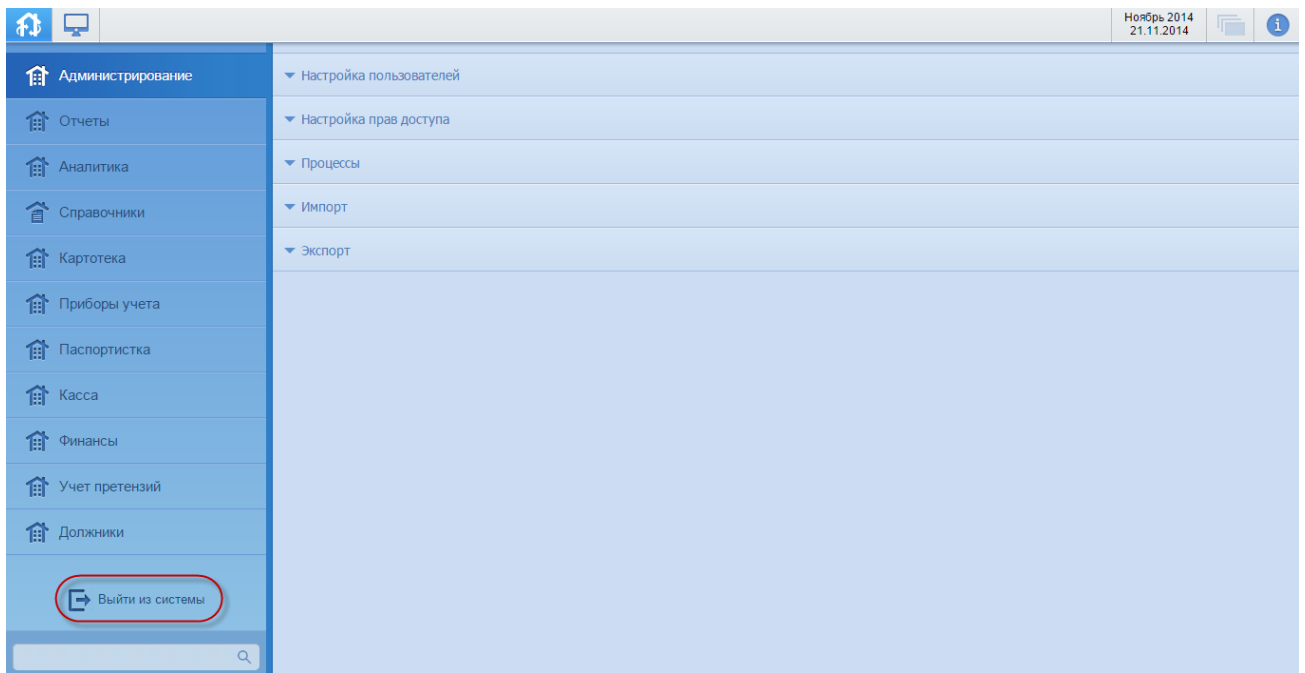 Ноябрь 2014
21.11.2014
Администрирование
Отчеты
Аналитика
Справочники
Картотека
Приборы учета
Паспортистка
Касса
Финансы
Учет претензий
Должники
Выйти из системы
Настройка пользователей
Настройка прав доступа
Процессы
Импорт
Экспорт